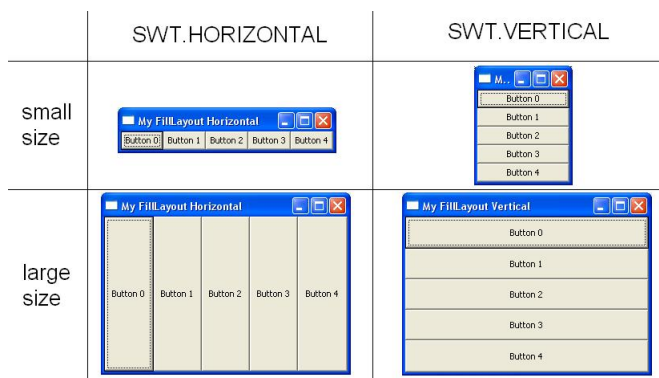 SWT.HORIZONTAL
SWT.VERTICAL
small
size
My FillLayout Horizontal
Button 0 Button 1 Button 2 Button 3 Button 4
M..
Button 0
Button 1
Button 2
Button 3
Button 4
large
size
My FillLayout Horizontal
Button 0 Button 1 Button 2 Button 3 Button 4
My FillLayout Vertical
Button 0
Button 1
Button 2
Button 3
Button 4